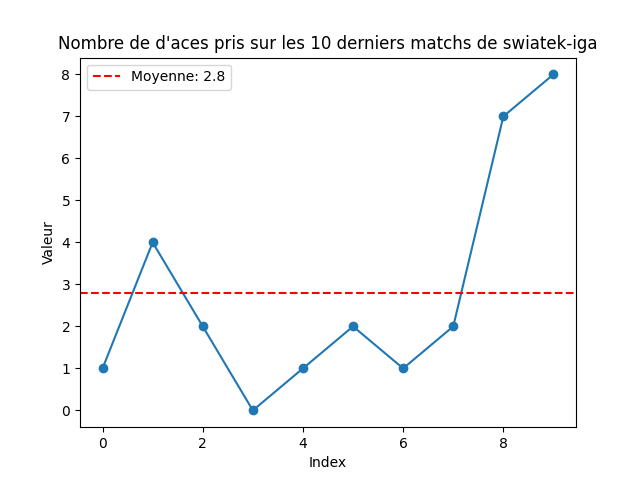 Nombre de d'aces pris sur les 10 derniers matchs de swiatek-iga
Moyenne: 2.8
8
7
6
5
4
3
2
1
0
Valeur
0 2 4 6 8
Index